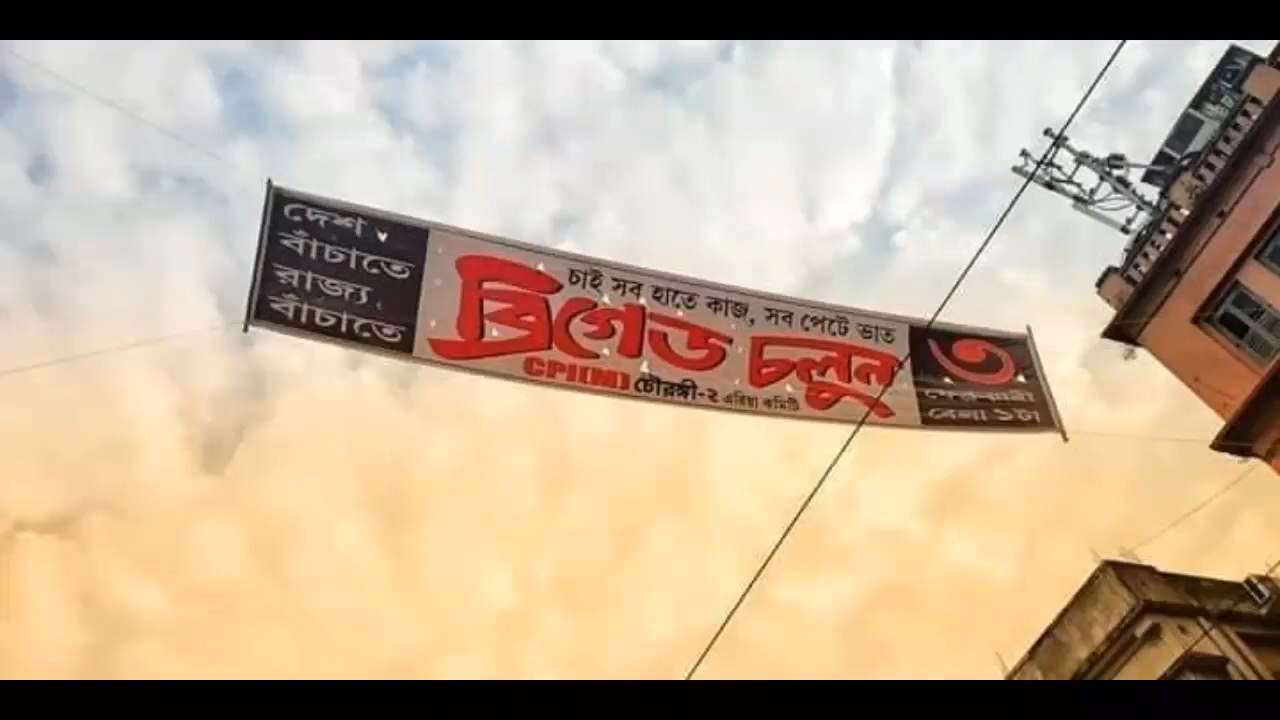 দেশ
বাঁচাতে
রাজ্য
বাঁচাতে
চাই সব হাতে কাজ, সব পেটে ভাত
ব্রিগেড চলুন
CPI(M) চৌরঙ্গী-২ এরিয়া কমিটি
৩
ফেব্রুয়ারী
বেলা ১টা